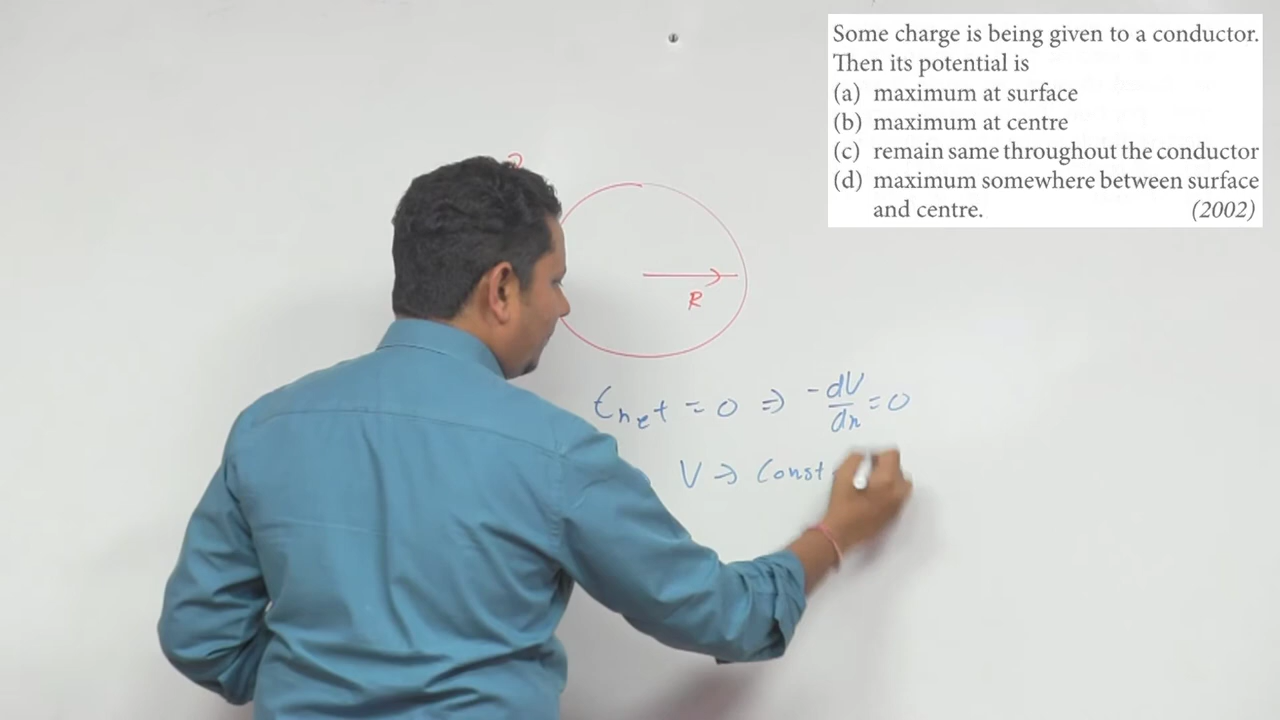 Some charge is being given to a conductor.
Then its potential is
(a) maximum at surface
(b) maximum at centre
(c) remain same throughout the conductor
(d) maximum somewhere between surface
and centre. (2002)
R
Enet = 0 ⇒ -dV/dr = 0
V → Const